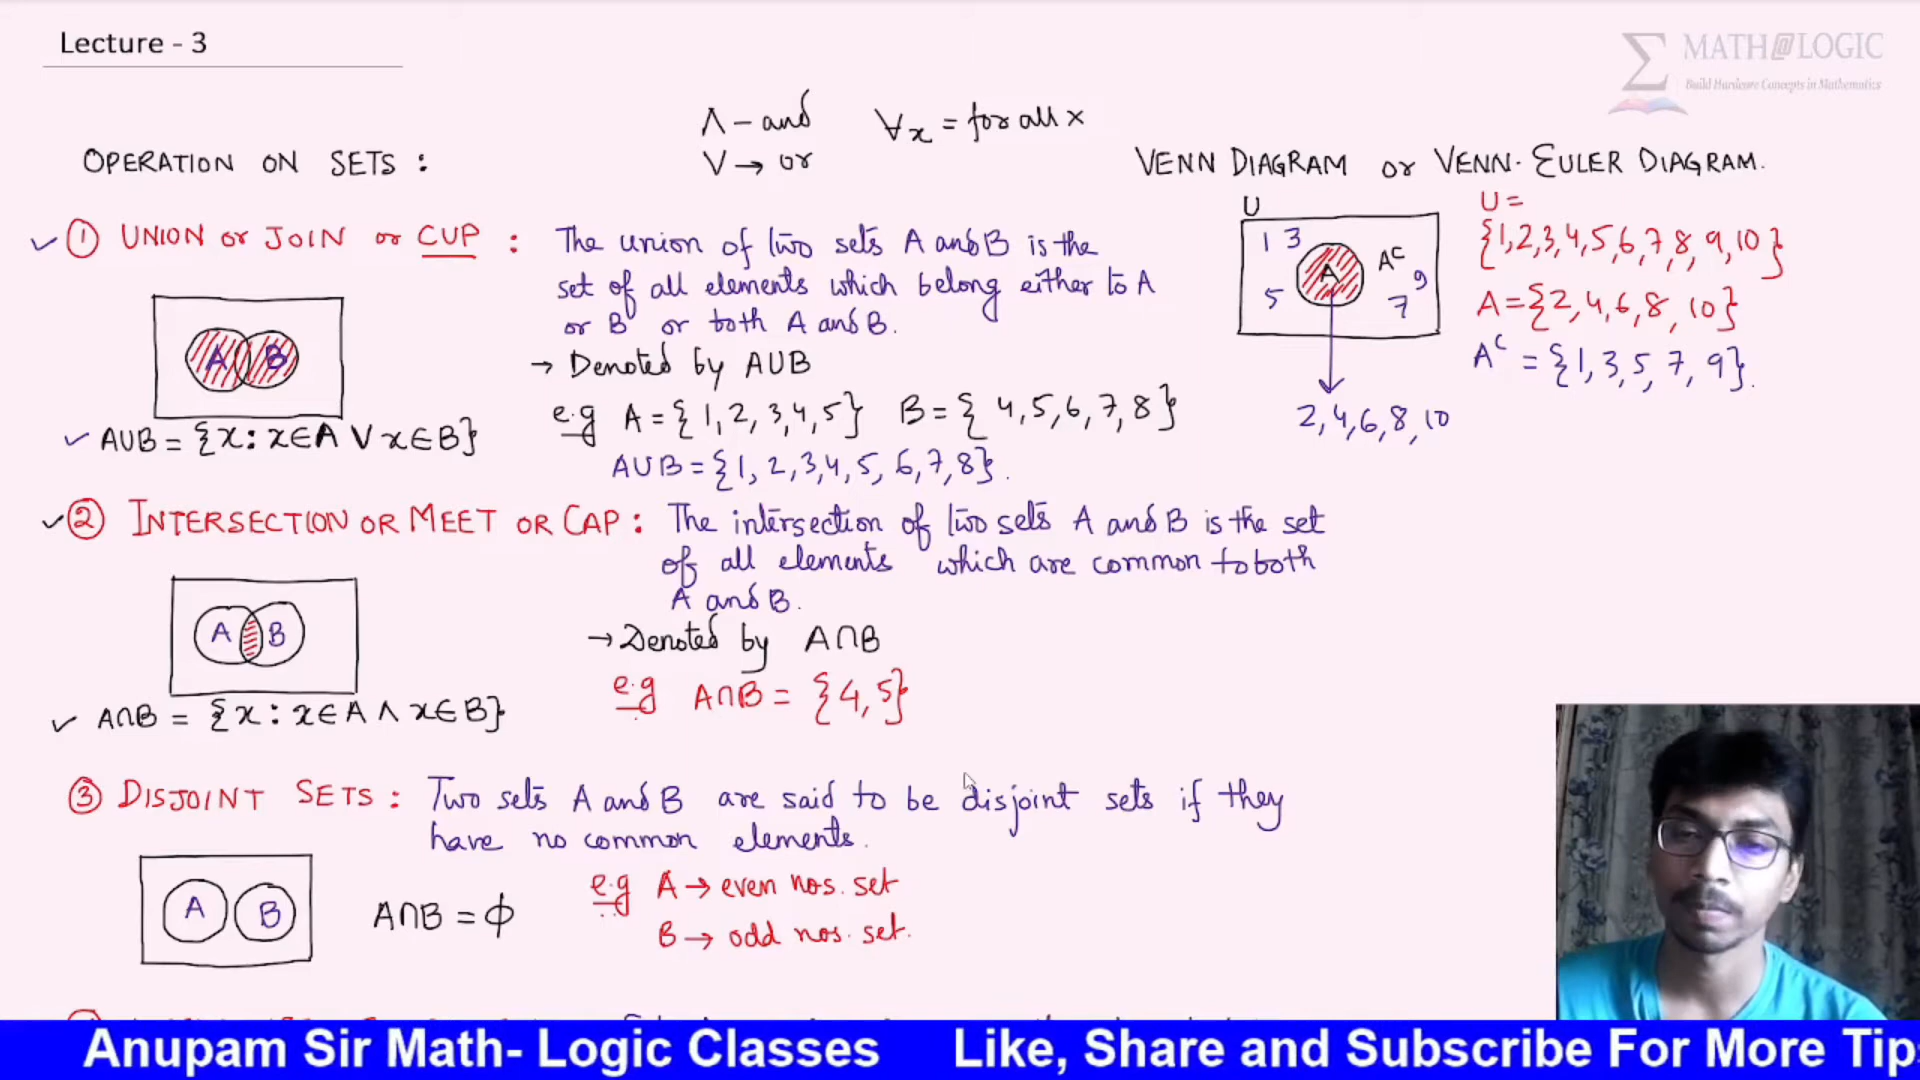 Lecture - 3
MATH@LOGIC
Build Hardcore Concepts in Mathematics
Λ - and ∀x = for all x
V → or
OPERATION ON SETS :
VENN DIAGRAM or VENN-EULER DIAGRAM.
① UNION or JOIN or CUP :
The union of two sets A and B is the
set of all elements which belong either to A
or B or both A and B.
→ Denoted by AUB
e.g A = {1, 2, 3, 4, 5} B = {4, 5, 6, 7, 8}
AUB = {1, 2, 3, 4, 5, 6, 7, 8}.
A B
AUB = {x : x∈A V x∈B}
U
1 3
A
Aᶜ
5
9
7
2, 4, 6, 8, 10
U =
{1, 2, 3, 4, 5, 6, 7, 8, 9, 10}
A = {2, 4, 6, 8, 10}
Aᶜ = {1, 3, 5, 7, 9}.
② INTERSECTION OR MEET OR CAP :
The intersection of two sets A and B is the set
of all elements which are common to both
A and B.
→ Denoted by A∩B
e.g A∩B = {4, 5}
A B
A∩B = {x : x∈A Λ x∈B}
③ DISJOINT SETS :
Two sets A and B are said to be disjoint sets if they
have no common elements.
A B
A∩B = ϕ
e.g A → even nos. set
B → odd nos. set.
Anupam Sir Math- Logic Classes Like, Share and Subscribe For More Tip